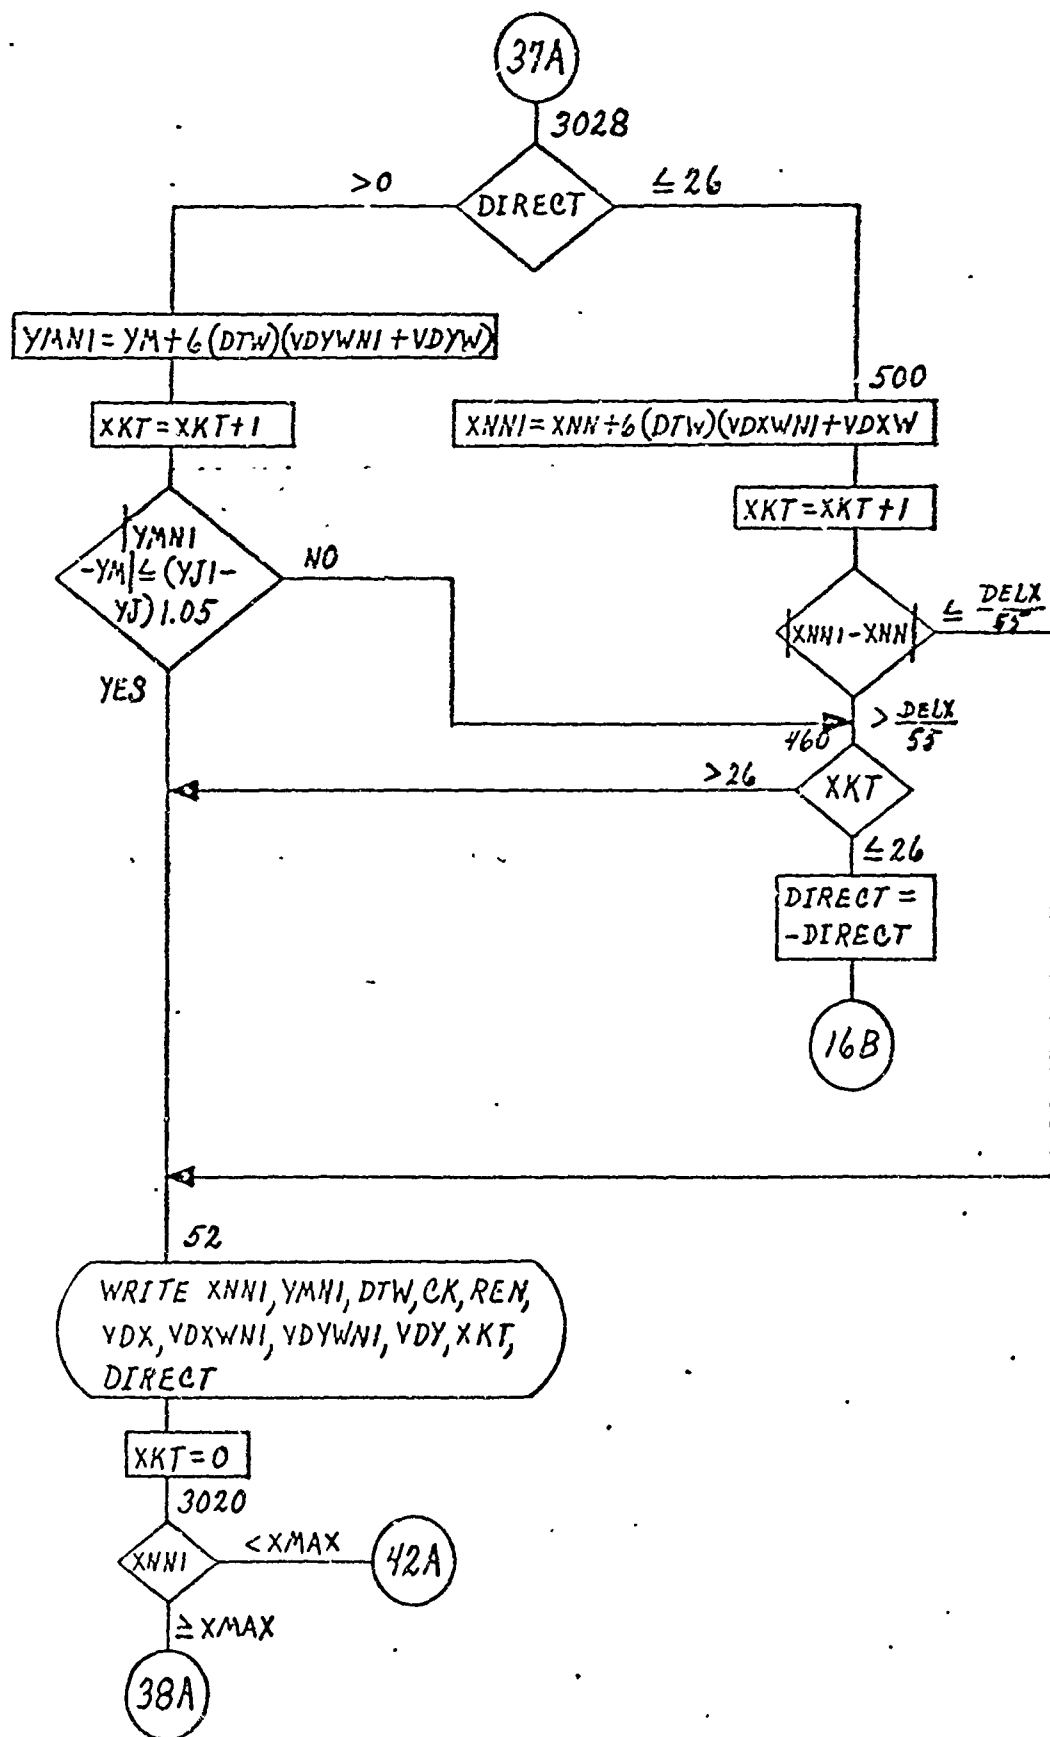 37A
3028
>0
DIRECT
≤26
YMNI=YM+6(DTW)(VDYWNI+VDYW)
500
XKT=XKT+1
XNNI=XNN+6(DTW)(VDXWNI+VDXW
XKT=XKT+1
|YMNI
-YM|≤(YJI-
YJ)1.05
NO
|XNNI-XNN|
≤ DELX
55
YES
> DELX
55
460
>26
XKT
≤26
DIRECT=
-DIRECT
16B
52
WRITE XNNI, YMNI, DTW, CK, REN,
VDX, VDXWNI, VDYWNI, VDY, XKT,
DIRECT
XKT=0
3020
XNNI
<XMAX
42A
≥XMAX
38A